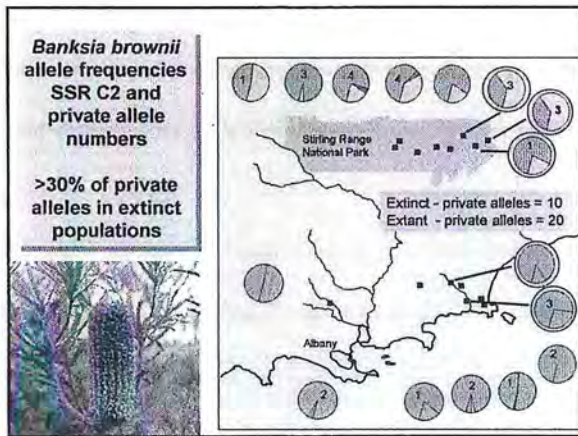 Banksia brownii
allele frequencies
SSR C2 and
private allele
numbers
>30% of private
alleles in extinct
populations
1
3
4
4
3
3
1
Stirling Range
National Park
Extinct - private alleles = 10
Extant - private alleles = 20
3
Albany
2
1
2
1
2